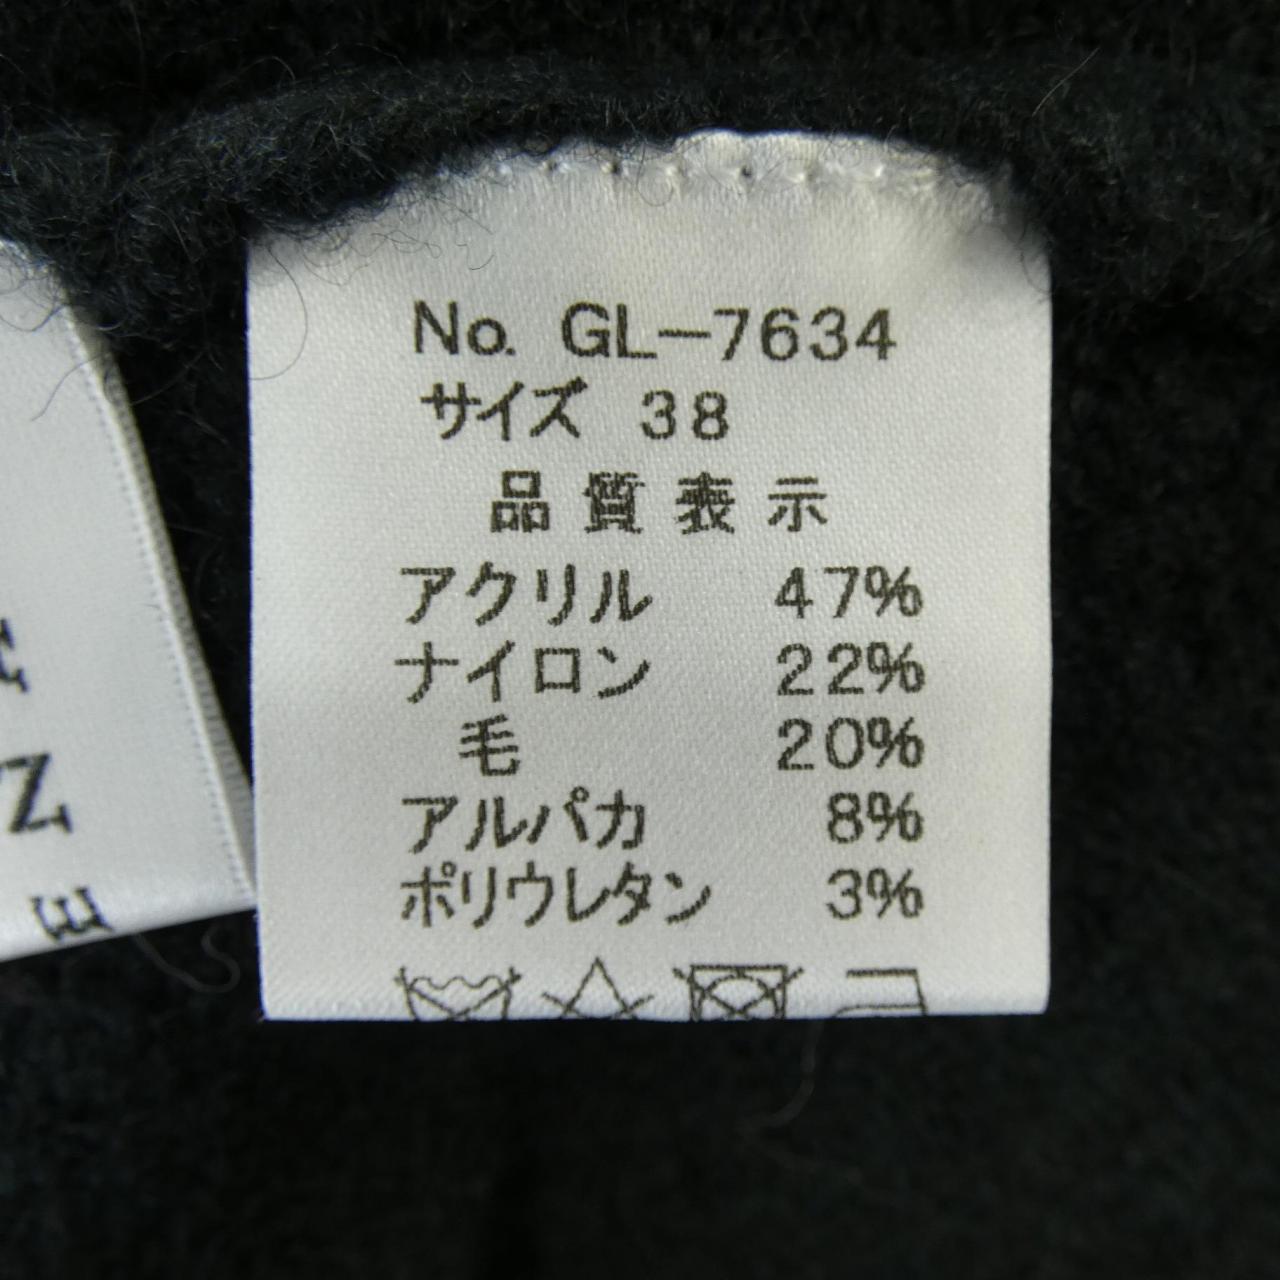 No. GL-7634
サイズ 38
品質表示
アクリル 47%
ナイロン 22%
毛 20%
アルパカ 8%
ポリウレタン 3%
Z
E